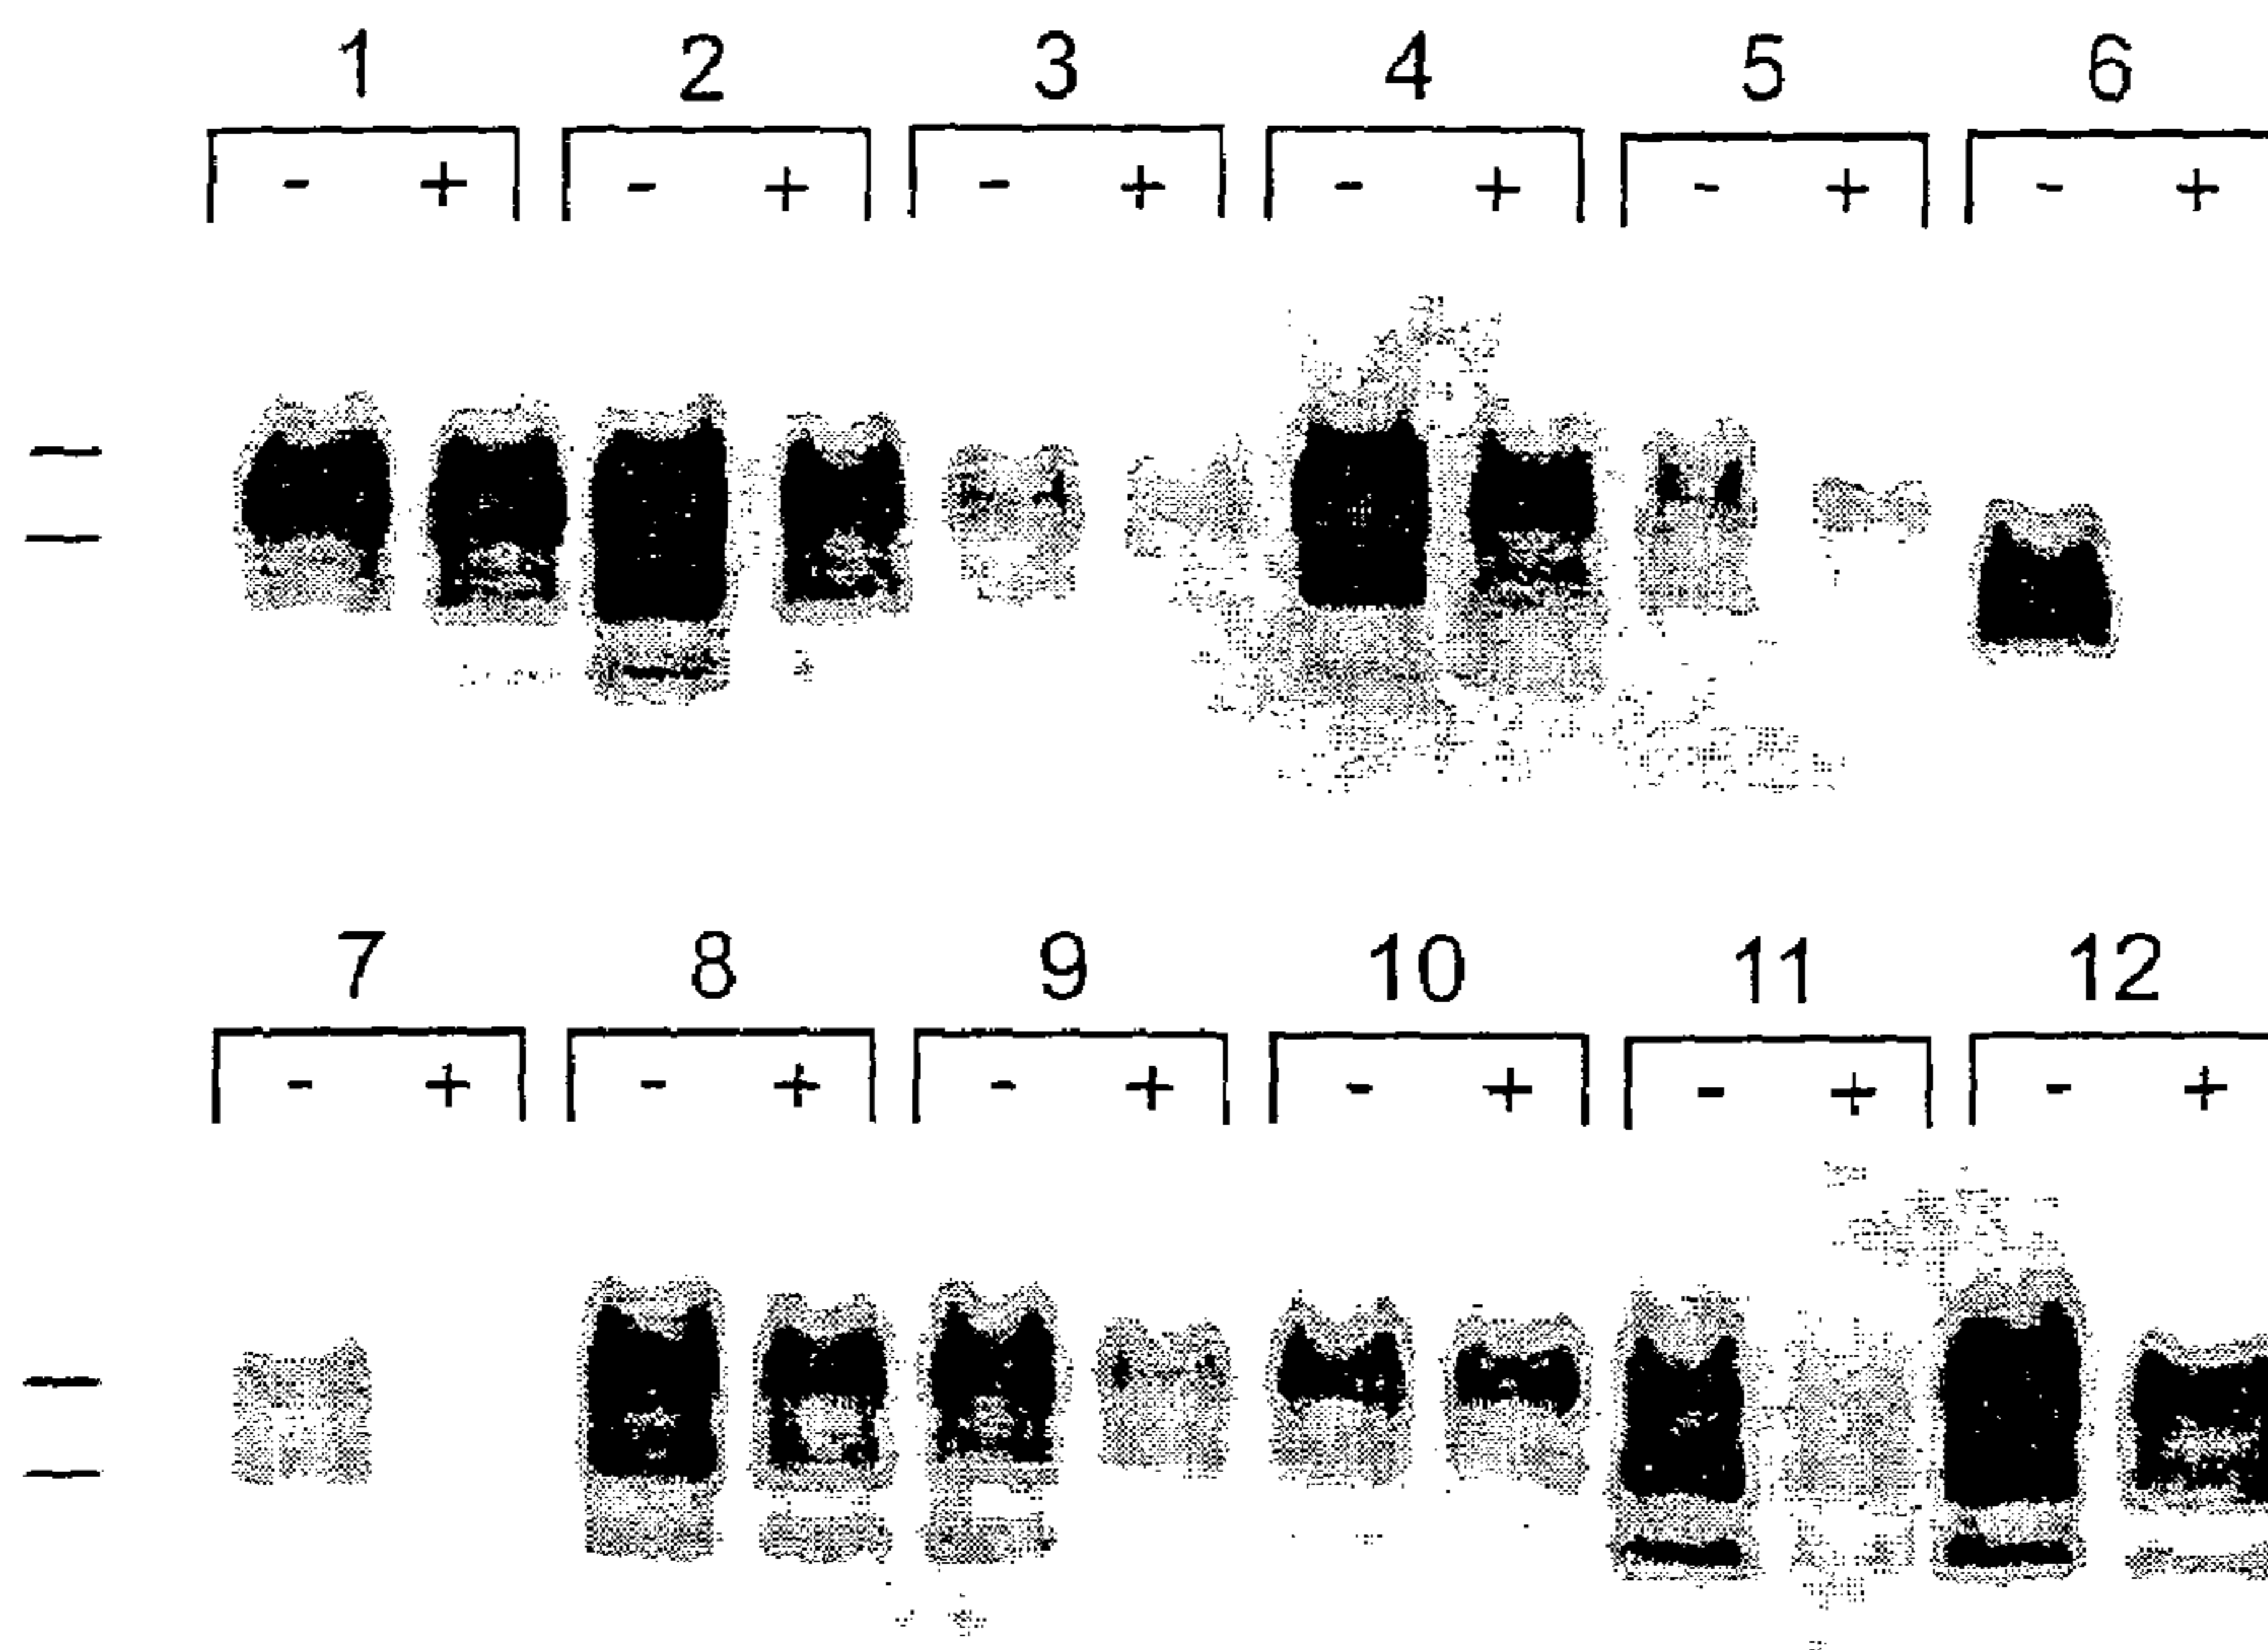 1 2 3 4 5 6
- + - + - + - + - + - +
7 8 9 10 11 12
- + - + - + - + - + - +